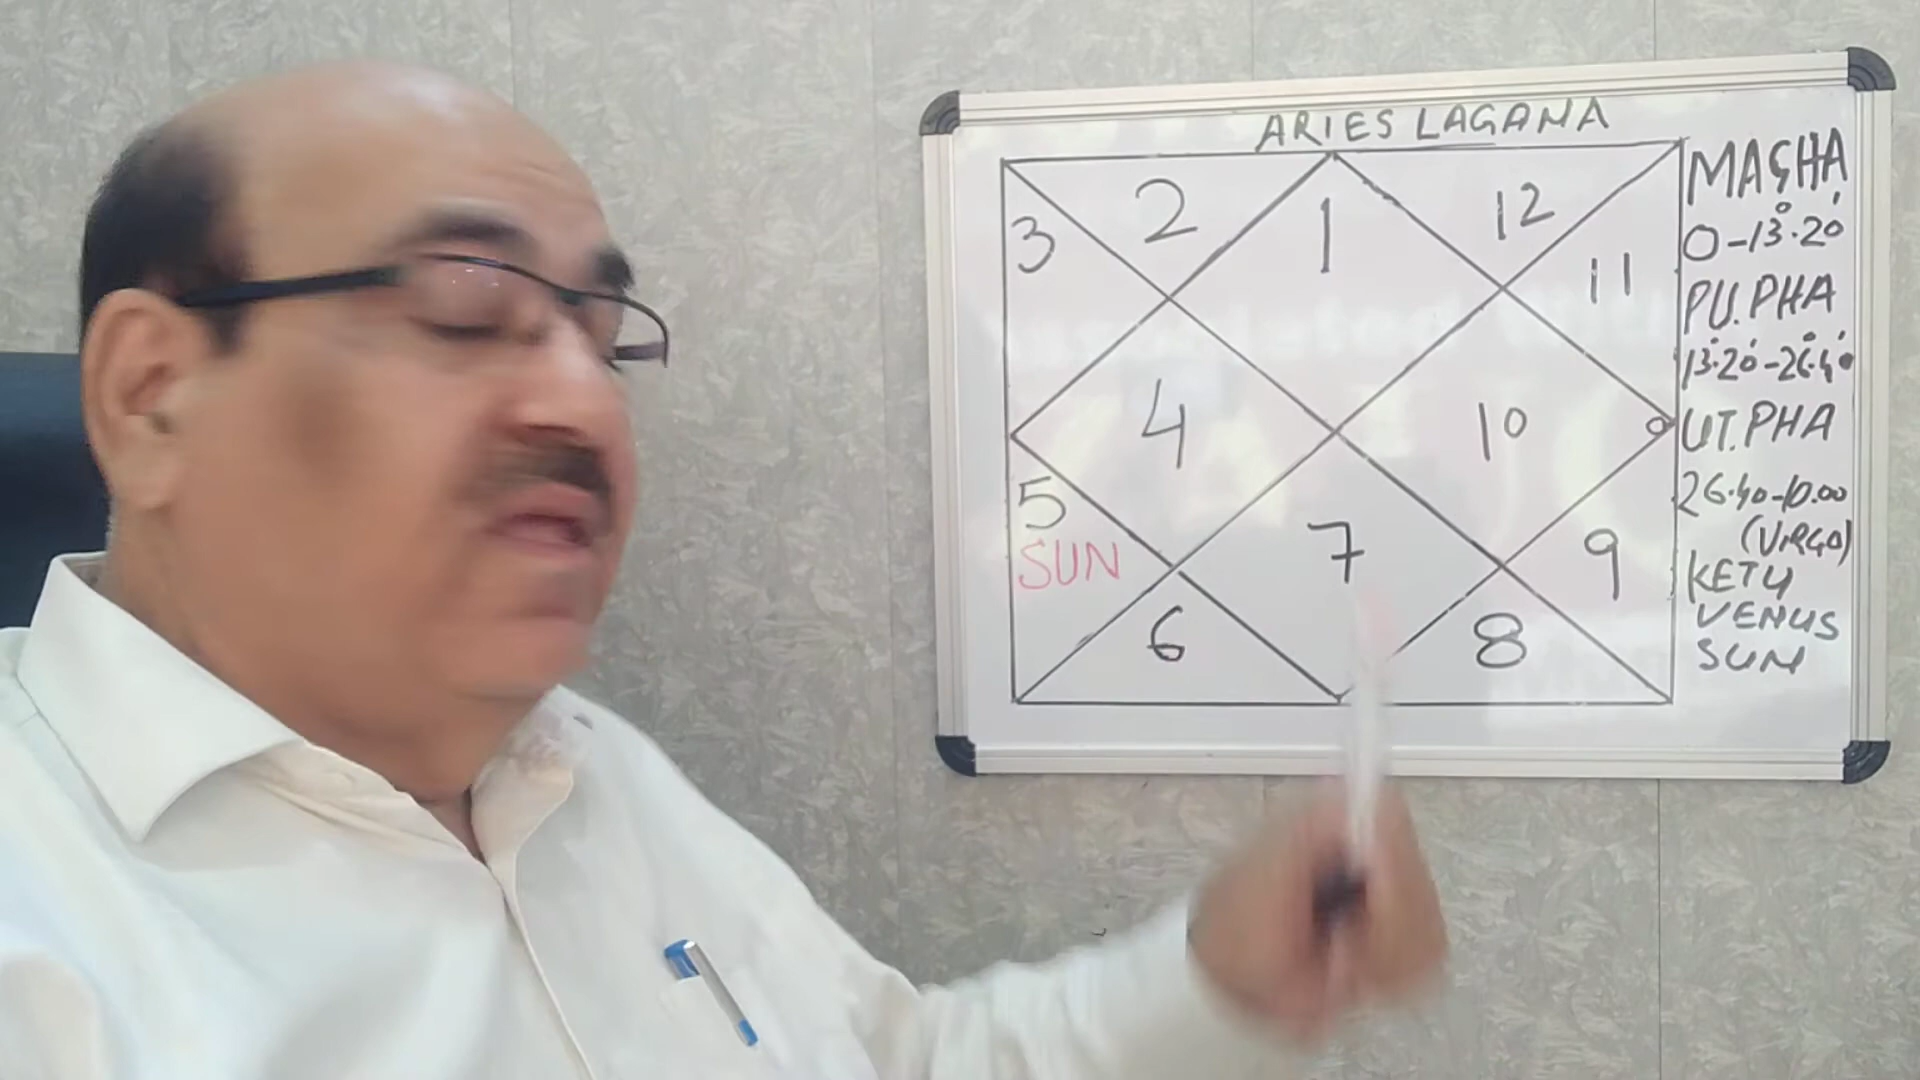 ARIES LAGANA
2
1
12
3
11
4
10
5
SUN
7
9
6
8
MAGHA
0-13°.20'
PU.PHA
13°.20'-26°.40'
UT.PHA
26.40-10.00
(VIRGO)
KETU
VENUS
SUN